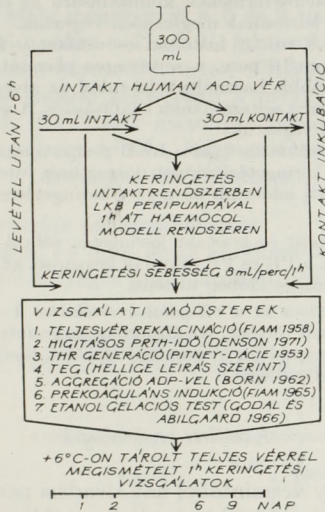 300
ml
INTAKT HUMAN ACD VÉR
30 ml INTAKT
30 ml KONTAKT
LEVÉTEL UTÁN 1-6ʰ
KONTAKT INKUBÁCIÓ
KERINGETÉS
INTAKTRENDSZERBEN
LKB PERIPUMPÁVAL
1ʰ ÁT HAEMOCOL
MODELL RENDSZEREN
KERINGETÉSI SEBESSÉG 8 ml/perc/1ʰ
VIZSGÁLATI MÓDSZEREK:
1. TELJESVÉR REKALCINÁCIÓ (FIAM 1958)
2. HIGITÁSOS PRTH-IDŐ (DENSON 1971)
3. THR GENERÁCIÓ (PITNEY-DACIE 1953)
4. TEG (HELLIGE LEIRÁS SZERINT)
5. AGGREGÁCIÓ ADP-VEL (BORN 1962)
6. PREKOAGULÁNS INDUKCIÓ (FIAM 1965)
7 ETANOL GELACIÓS TEST (GODAL ÉS
ABILGAARD 1966)
+6°C-ON TÁROLT TELJES VÉRREL
MEGISMÉTELT 1ʰ KERINGETÉSI
VIZSGÁLATOK
1 2 6 9 NAP